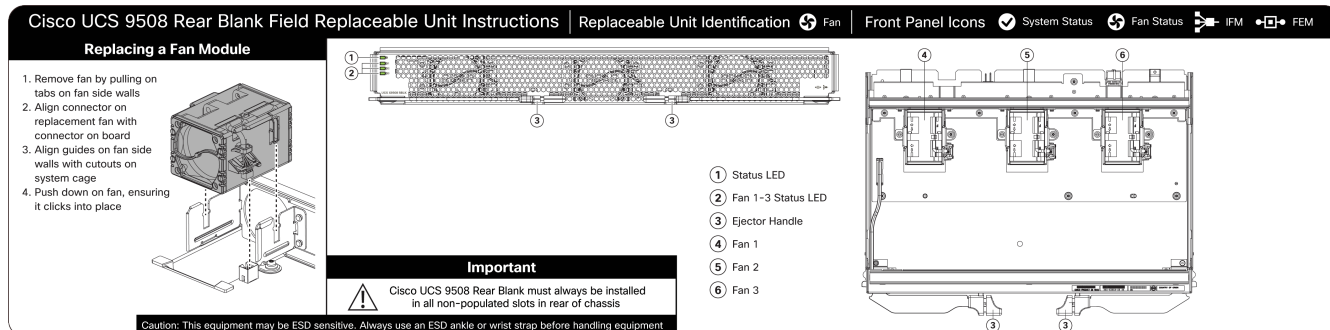 Cisco UCS 9508 Rear Blank Field Replaceable Unit Instructions
Replaceable Unit Identification Fan
Front Panel Icons System Status Fan Status IFM FEM
Replacing a Fan Module
1. Remove fan by pulling on
tabs on fan side walls
2. Align connector on
replacement fan with
connector on board
3. Align guides on fan side
walls with cutouts on
system cage
4. Push down on fan, ensuring
it clicks into place
1
2
3
3
Important
Cisco UCS 9508 Rear Blank must always be installed
in all non-populated slots in rear of chassis
Caution: This equipment may be ESD sensitive. Always use an ESD ankle or wrist strap before handling equipment
1 Status LED
2 Fan 1-3 Status LED
3 Ejector Handle
4 Fan 1
5 Fan 2
6 Fan 3
4
5
6
3
3